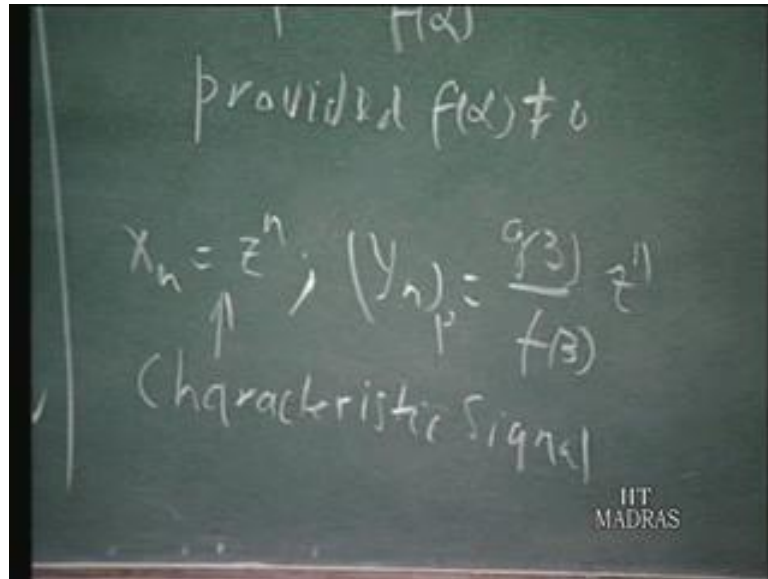 f(α)
provided f(α) ≠ 0
xn = z^n ; (yn)p = g(z)/f(z) z^n
↑
Characteristic Signal
IIT
MADRAS